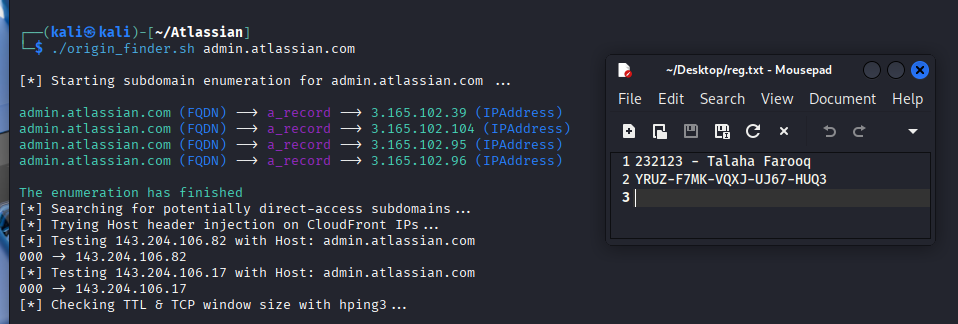 ┌──(kali㉿kali)-[~/Atlassian]
└─$ ./origin_finder.sh admin.atlassian.com
[*] Starting subdomain enumeration for admin.atlassian.com ...
admin.atlassian.com (FQDN) → a_record → 3.165.102.39 (IPAddress)
admin.atlassian.com (FQDN) → a_record → 3.165.102.104 (IPAddress)
admin.atlassian.com (FQDN) → a_record → 3.165.102.95 (IPAddress)
admin.atlassian.com (FQDN) → a_record → 3.165.102.96 (IPAddress)
The enumeration has finished
[*] Searching for potentially direct-access subdomains...
[*] Trying Host header injection on CloudFront IPs...
[*] Testing 143.204.106.82 with Host: admin.atlassian.com
000 → 143.204.106.82
[*] Testing 143.204.106.17 with Host: admin.atlassian.com
000 → 143.204.106.17
[*] Checking TTL & TCP window size with hping3...
~/Desktop/reg.txt - Mousepad
File Edit Search View Document Help
1 232123 - Talaha Farooq
2 YRUZ-F7MK-VQXJ-UJ67-HUQ3
3